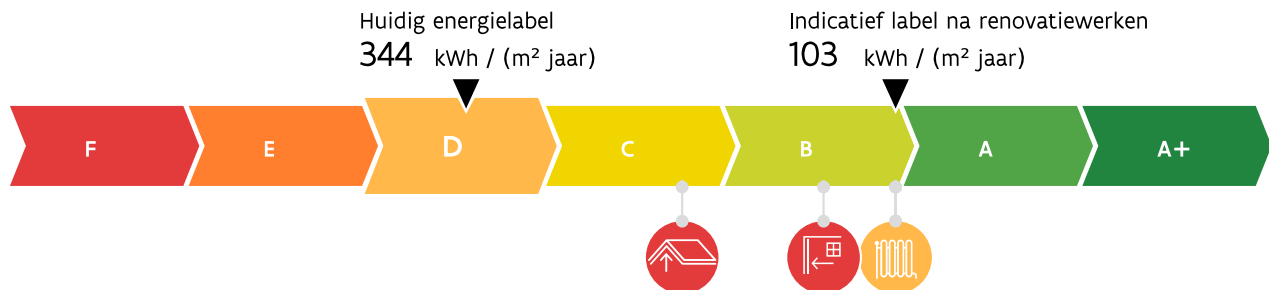 Huidig energielabel
344 kWh / (m² jaar)
Indicatief label na renovatiewerken
103 kWh / (m² jaar)
F E D C B A A+